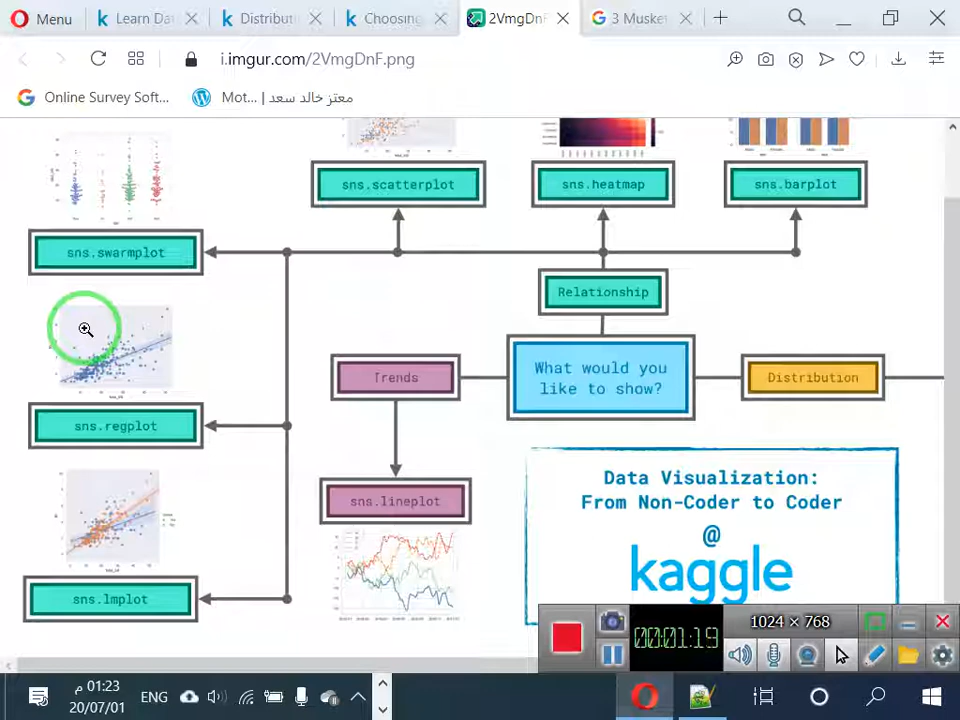 Menu
Learn Da
Distributi
Choosing
2VmgDnF
3 Musket
i.imgur.com/2VmgDnF.png
Online Survey Soft...
Mot... | معتز خالد سعد
sns.scatterplot
sns.heatmap
sns.barplot
sns.swarmplot
Relationship
What would you
like to show?
Trends
Distribution
sns.regplot
sns.lineplot
sns.lmplot
Data Visualization:
From Non-Coder to Coder
@
kaggle
1024 × 768
00:01:19
01:23 م
20/07/01
ENG